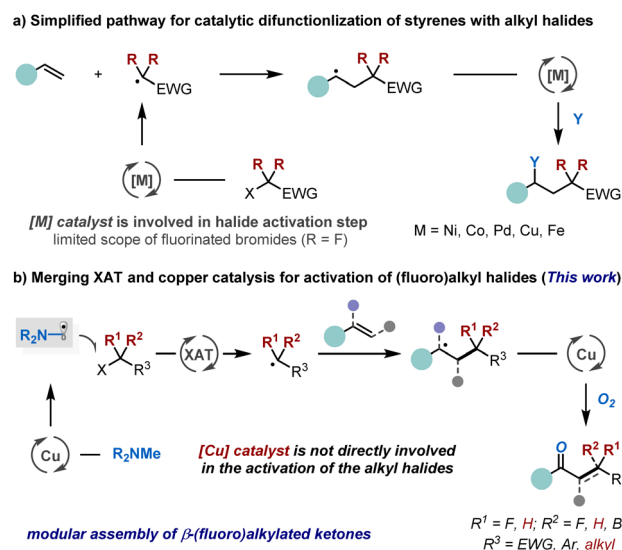 a) Simplified pathway for catalytic difunctionlization of styrenes with alkyl halides
R R
R R
+
EWG
EWG
[M]
Y
R R
Y R R
[M]
X EWG
EWG
[M] catalyst is involved in halide activation step
limited scope of fluorinated bromides (R = F)
M = Ni, Co, Pd, Cu, Fe
b) Merging XAT and copper catalysis for activation of (fluoro)alkyl halides (This work)
R2N
R1 R2
X R3
XAT
R1 R2
R3
R1 R2
R3
Cu
O2
Cu
R2NMe
[Cu] catalyst is not directly involved
in the activation of the alkyl halides
O R2 R1
R
modular assembly of β-(fluoro)alkylated ketones
R1 = F, H; R2 = F, H, B
R3 = EWG, Ar, alkyl